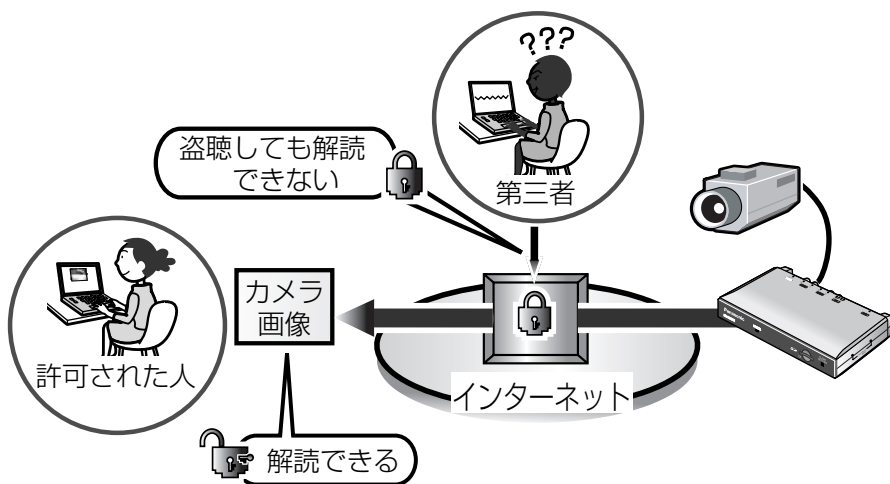 ???
盗聴しても解読
できない
第三者
カメラ
画像
許可された人
インターネット
解読できる
Panasonic